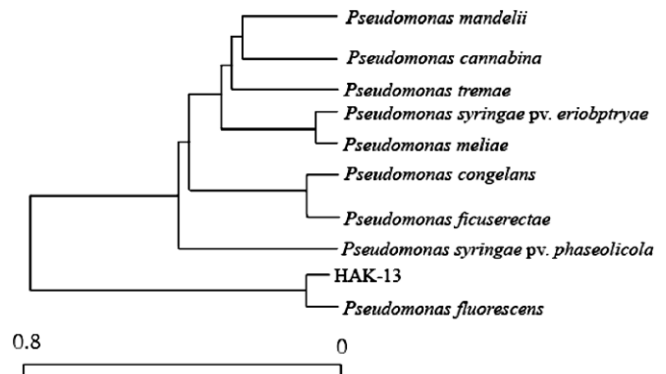 Pseudomonas mandelii
Pseudomonas cannabina
Pseudomonas tremae
Pseudomonas syringae pv. eriobptryae
Pseudomonas meliae
Pseudomonas congelans
Pseudomonas ficuserectae
Pseudomonas syringae pv. phaseolicola
HAK-13
Pseudomonas fluorescens
0.8 0